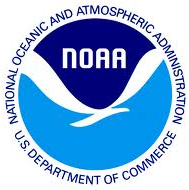 NATIONAL OCEANIC AND ATMOSPHERIC ADMINISTRATION
NOAA
U.S. DEPARTMENT OF COMMERCE